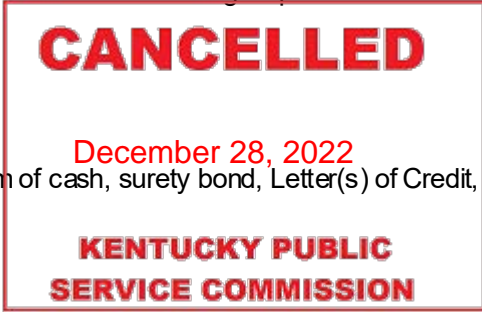 CANCELLED
December 28, 2022
of cash, surety bond, Letter(s) of Credit,
KENTUCKY PUBLIC
SERVICE COMMISSION